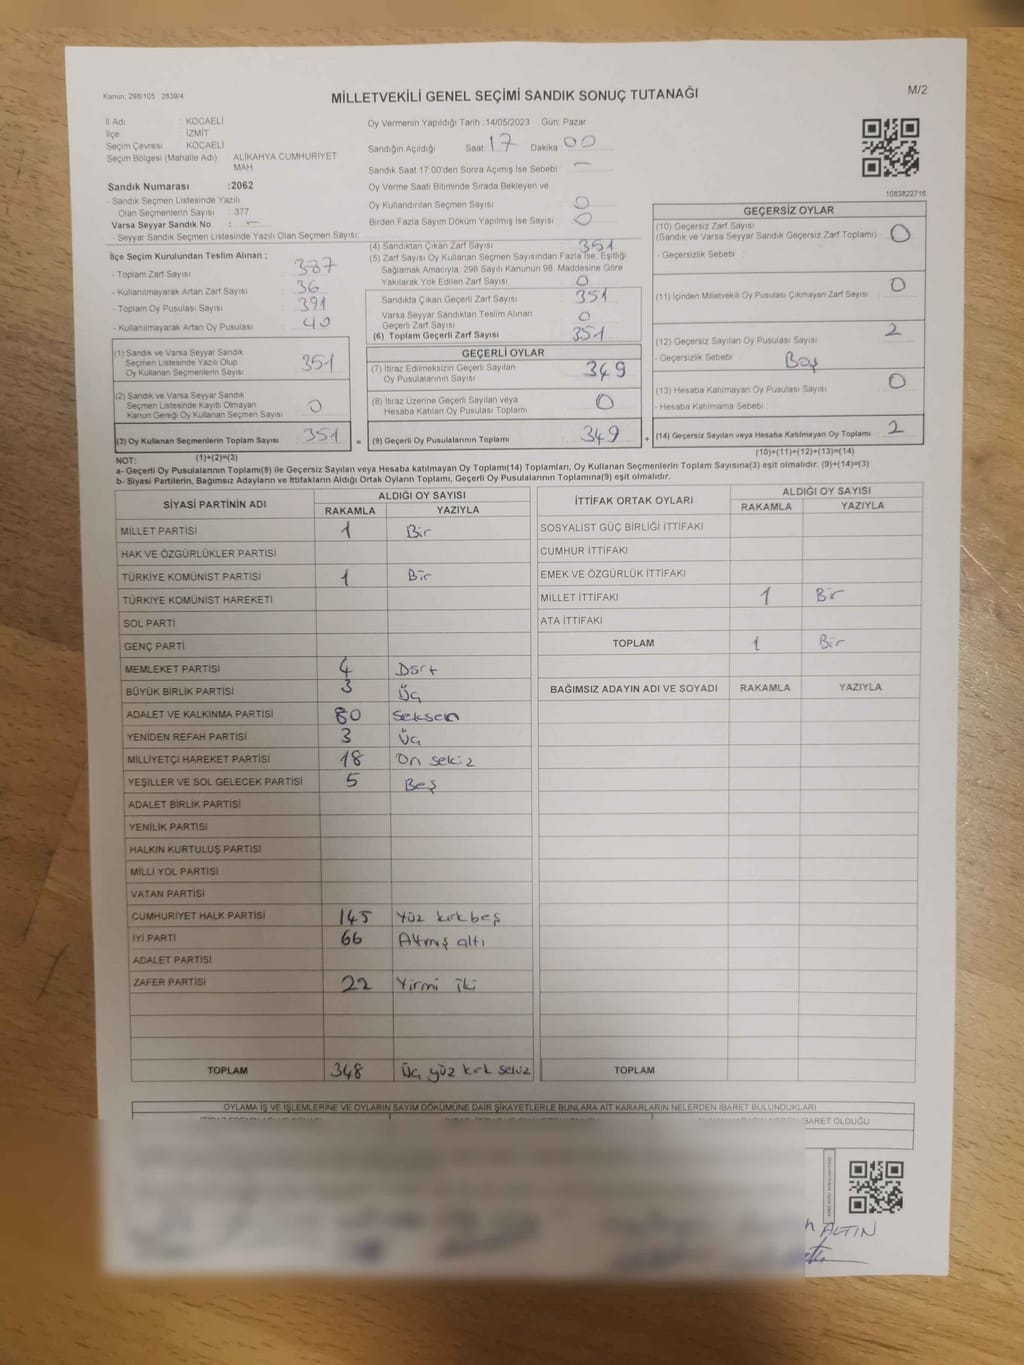 Kanun: 298/105 : 2839/4
MİLLETVEKİLİ GENEL SEÇİMİ SANDIK SONUÇ TUTANAĞI
M/2
İl Adı : KOCAELİ
İlçe : İZMİT
Seçim Çevresi : KOCAELİ
Seçim Bölgesi (Mahalle Adı) ALİKAHYA CUMHURİYET MAH
Sandık Numarası :2062
- Sandık Seçmen Listesinde Yazılı
Olan Seçmenlerin Sayısı : 377
Varsa Seyyar Sandık No : -
- Seyyar Sandık Seçmen Listesinde Yazılı Olan Seçmen Sayısı:
Oy Vermenin Yapıldığı Tarih :14/05/2023 Gün: Pazar
Sandığın Açıldığı Saat: 17 Dakika : 00
Sandık Saat 17.00'den Sonra Açımış İse Sebebi : -
Oy Verme Saati Bitiminde Sırada Bekleyen ve
Oy Kullandırılan Seçmen Sayısı : 0
Birden Fazla Sayım Döküm Yapılmış İse Sayısı : 0
1083822716
İlçe Seçim Kurulundan Teslim Alınan ;
- Toplam Zarf Sayısı : 387
- Kullanılmayarak Artan Zarf Sayısı : 36
- Toplam Oy Pusulası Sayısı : 391
- Kullanılmayarak Artan Oy Pusulası : 40
(1) Sandık ve Varsa Seyyar Sandık
Seçmen Listesinde Yazılı Olup
Oy Kullanan Seçmenlerin Sayısı : 351
(2) Sandık ve Varsa Seyyar Sandık
Seçmen Listesinde Kayıtlı Olmayan
Kanun Gereği Oy Kullanan Seçmen Sayısı : 0
(3) Oy Kullanan Seçmenlerin Toplam Sayısı : 351
(1)+(2)=(3)
(4) Sandıktan Çıkan Zarf Sayısı : 351
(5) Zarf Sayısı Oy Kullanan Seçmen Sayısından Fazla İse, Eşitliği
Sağlamak Amacıyla; 298 Sayılı Kanunun 98. Maddesine Göre
Yakılarak Yok Edilen Zarf Sayısı : 0
Sandıkta Çıkan Geçerli Zarf Sayısı : 351
Varsa Seyyar Sandıktan Teslim Alınan
Geçerli Zarf Sayısı : 0
(6) Toplam Geçerli Zarf Sayısı : 351
GEÇERLİ OYLAR
(7) İtiraz Edilmeksizin Geçerli Sayılan
Oy Pusulalarının Sayısı : 349
(8) İtiraz Üzerine Geçerli Sayılan veya
Hesaba Katılan Oy Pusulası Toplamı : 0
= (9) Geçerli Oy Pusulalarının Toplamı : 349
GEÇERSİZ OYLAR
(10) Geçersiz Zarf Sayısı
(Sandık ve Varsa Seyyar Sandık Geçersiz Zarf Toplamı) : 0
- Geçersizlik Sebebi :
(11) İçinden Milletvekili Oy Pusulası Çıkmayan Zarf Sayısı : 0
(12) Geçersiz Sayılan Oy Pusulası Sayısı : 2
- Geçersizlik Sebebi : Boş
(13) Hesaba Katılmayan Oy Pusulası Sayısı : 0
- Hesaba Katılmama Sebebi :
+ (14) Geçersiz Sayılan veya Hesaba Katılmayan Oy Toplamı : 2
(10)+(11)+(12)+(13)=(14)
NOT:
a- Geçerli Oy Pusulalarının Toplamı(9) ile Geçersiz Sayılan veya Hesaba katılmayan Oy Toplamı(14) Toplamları, Oy Kullanan Seçmenlerin Toplam Sayısına(3) eşit olmalıdır. (9)+(14)=(3)
b- Siyasi Partilerin, Bağımsız Adayların ve İttifakların Aldığı Ortak Oyların Toplamı, Geçerli Oy Pusulalarının Toplamına(9) eşit olmalıdır.
SİYASİ PARTİNİN ADI ALDIĞI OY SAYISI
RAKAMLA YAZIYLA
MİLLET PARTİSİ 1 Bir
HAK VE ÖZGÜRLÜKLER PARTİSİ
TÜRKİYE KOMÜNİST PARTİSİ 1 Bir
TÜRKİYE KOMÜNİST HAREKETİ
SOL PARTİ
GENÇ PARTİ
MEMLEKET PARTİSİ 4 Dört
BÜYÜK BİRLİK PARTİSİ 3 Üç
ADALET VE KALKINMA PARTİSİ 80 Seksen
YENİDEN REFAH PARTİSİ 3 Üç
MİLLİYETÇİ HAREKET PARTİSİ 18 On sekiz
YEŞİLLER VE SOL GELECEK PARTİSİ 5 Beş
ADALET BİRLİK PARTİSİ
YENİLİK PARTİSİ
HALKIN KURTULUŞ PARTİSİ
MİLLİ YOL PARTİSİ
VATAN PARTİSİ
CUMHURİYET HALK PARTİSİ 145 Yüz kırkbeş
İYİ PARTİ 66 Altmış altı
ADALET PARTİSİ
ZAFER PARTİSİ 22 Yirmi iki
TOPLAM 348 Üç yüz kırk sekiz
İTTİFAK ORTAK OYLARI ALDIĞI OY SAYISI
RAKAMLA YAZIYLA
SOSYALİST GÜÇ BİRLİĞİ İTTİFAKI
CUMHUR İTTİFAKI
EMEK VE ÖZGÜRLÜK İTTİFAKI
MİLLET İTTİFAKI 1 Bir
ATA İTTİFAKI
TOPLAM 1 Bir
BAĞIMSIZ ADAYIN ADI VE SOYADI RAKAMLA YAZIYLA
TOPLAM
OYLAMA İŞ VE İŞLEMLERİNE VE OYLARIN SAYIM DÖKÜMÜNE DAİR ŞİKAYETLERLE BUNLARA AİT KARARLARIN NELERDEN İBARET BULUNDUKLARI
İBARET OLDUĞU
ALTIN